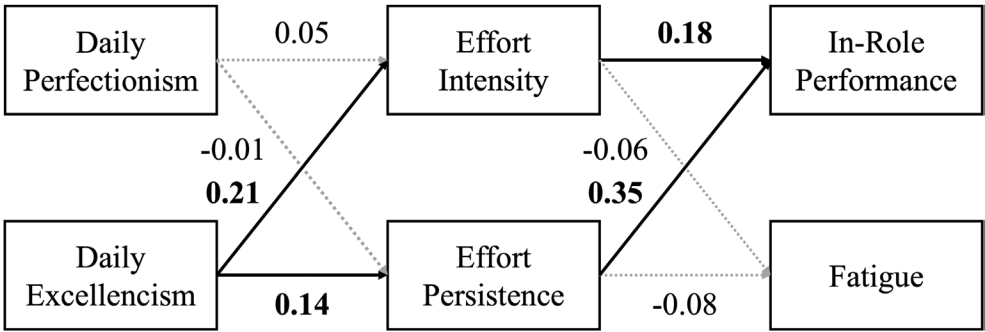 Daily
Perfectionism
0.05
Effort
Intensity
0.18
In-Role
Performance
-0.01
0.21
-0.06
0.35
Daily
Excellencism
0.14
Effort
Persistence
-0.08
Fatigue